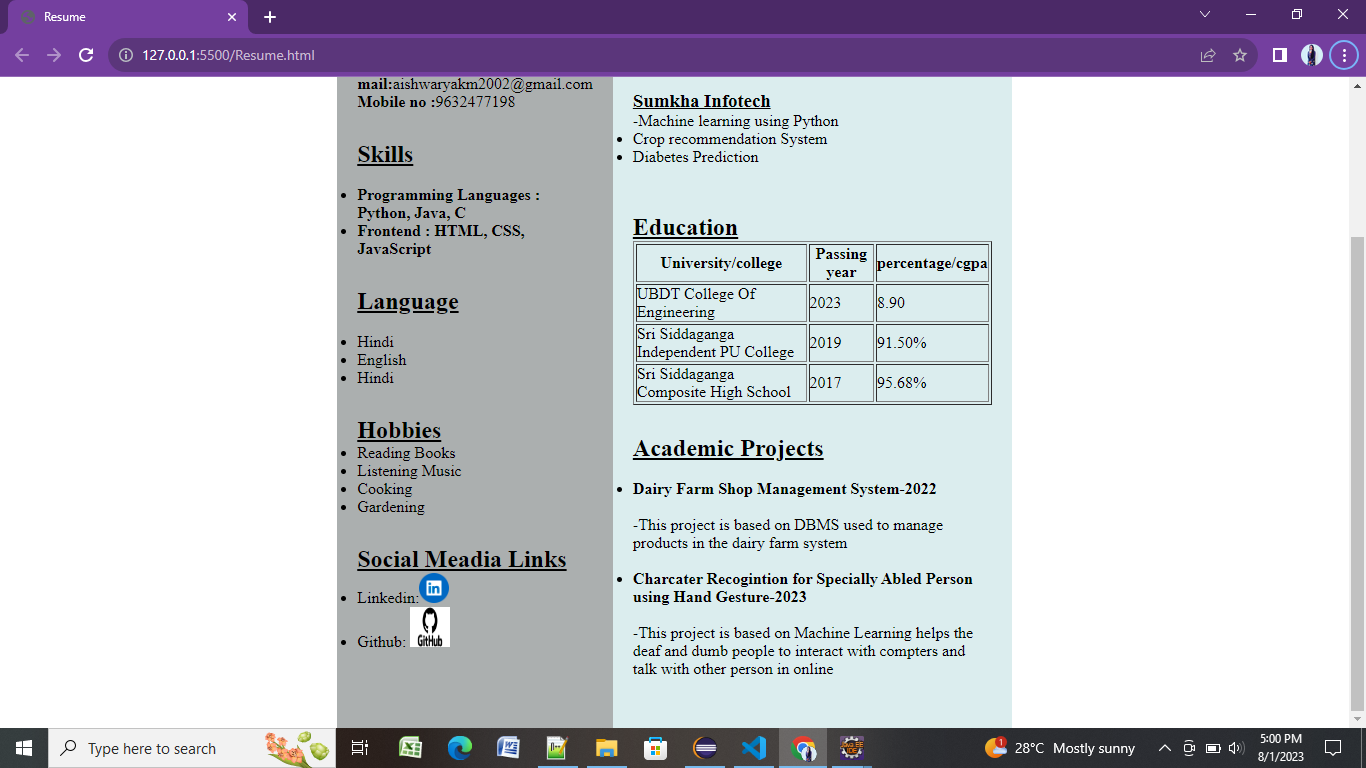 Resume
127.0.0.1:5500/Resume.html
mail:aishwaryakm2002@gmail.com
Mobile no :9632477198
Skills
Programming Languages :
Python, Java, C
Frontend : HTML, CSS,
JavaScript
Language
Hindi
English
Hindi
Hobbies
Reading Books
Listening Music
Cooking
Gardening
Social Meadia Links
Linkedin:
in
Github:
GitHub
Sumkha Infotech
-Machine learning using Python
Crop recommendation System
Diabetes Prediction
Education
University/college Passing year percentage/cgpa
UBDT College Of Engineering 2023 8.90
Sri Siddaganga Independent PU College 2019 91.50%
Sri Siddaganga Composite High School 2017 95.68%
Academic Projects
Dairy Farm Shop Management System-2022
-This project is based on DBMS used to manage
products in the dairy farm system
Charcater Recogintion for Specially Abled Person
using Hand Gesture-2023
-This project is based on Machine Learning helps the
deaf and dumb people to interact with compters and
talk with other person in online
Type here to search
28°C Mostly sunny
5:00 PM
8/1/2023